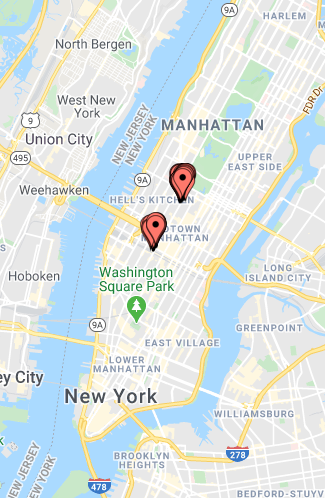 HARLEM
9A
North Bergen
FDR Dr
NEW JERSEY
NEW YORK
9
West New
York
MANHATTAN
Union City
495
UPPER
EAST SIDE
9A
Weehawken
HELL'S KITCHEN
MIDTOWN
MANHATTAN
LONG
ISLAND CITY
Hoboken
Washington
Square Park
GREENPOINT
9A
EAST VILLAGE
LOWER
MANHATTAN
ey City
New York
WILLIAMSBURG
BROOKLYN
HEIGHTS
278
NEW JERSEY
NEW YORK
478
BEDFORD-STUYV